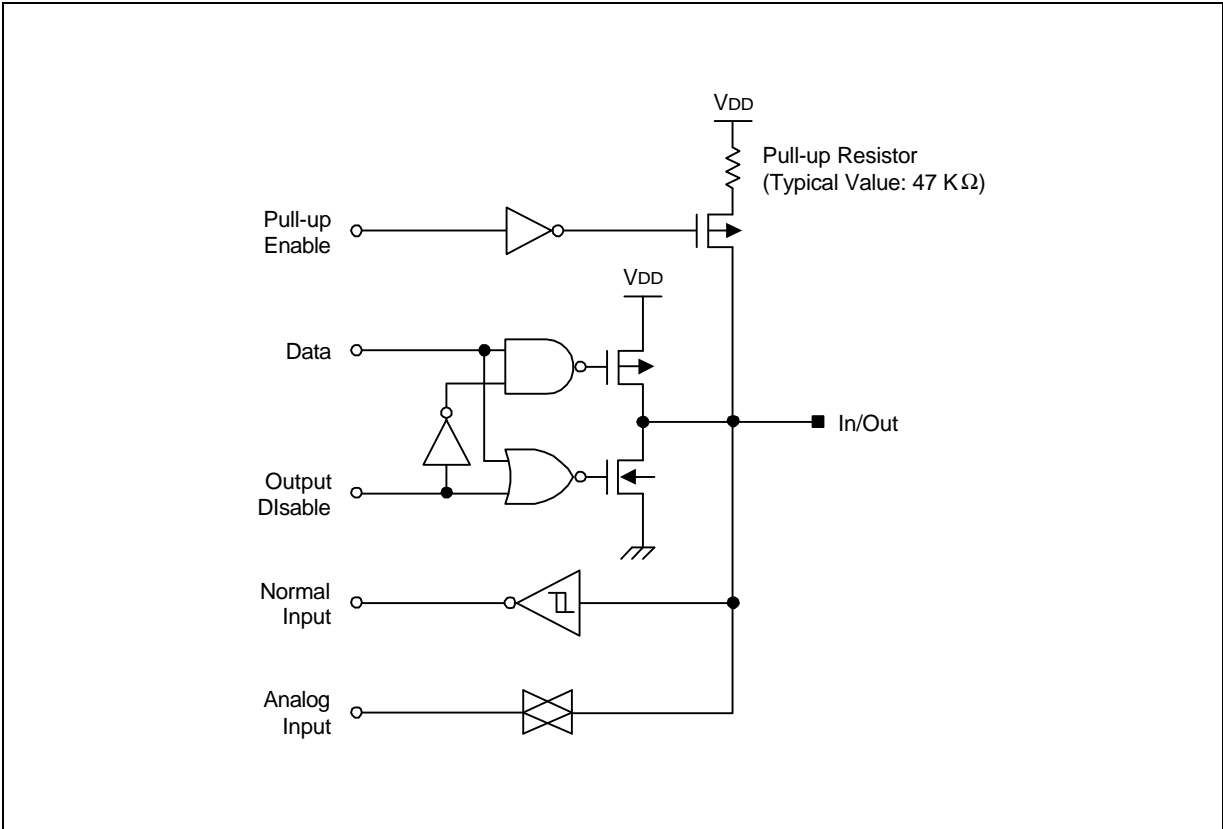 VDD
Pull-up Resistor
(Typical Value: 47 KΩ)
Pull-up
Enable
VDD
Data
In/Out
Output
DIsable
Normal
Input
Analog
Input